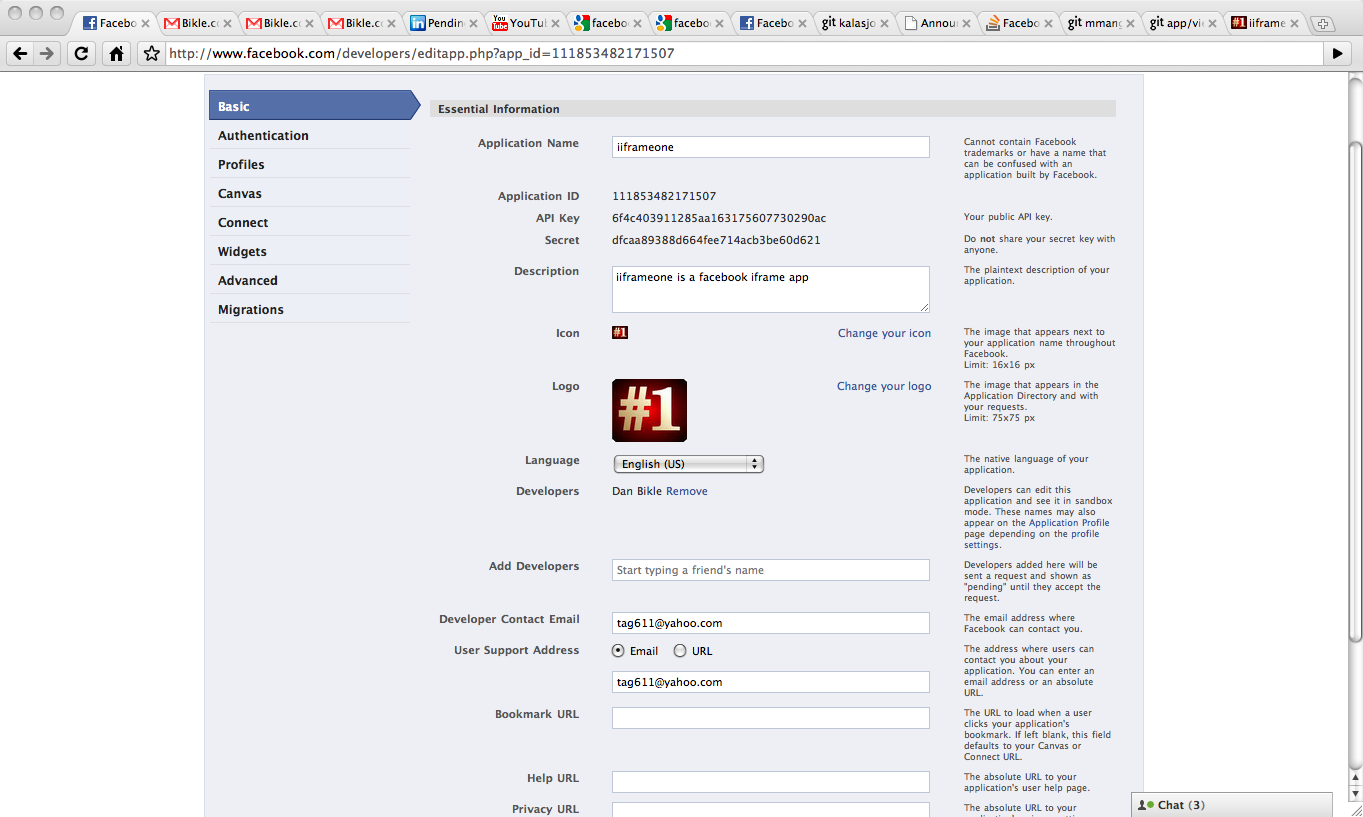 Facebo
Bikle.c
Bikle.c
Bikle.c
in Pendin
You Tube YouTul
facebo
facebo
Facebo
git kalasjo
Annou
Facebo
git mmang
git app/vie
#1 iiframe
http://www.facebook.com/developers/editapp.php?app_id=111853482171507
Basic
Authentication
Profiles
Canvas
Connect
Widgets
Advanced
Migrations
Essential Information
Application Name
iiframeone
Cannot contain Facebook
trademarks or have a name that
can be confused with an
application built by Facebook.
Application ID
111853482171507
API Key
6f4c403911285aa163175607730290ac
Your public API key.
Secret
dfcaa89388d664fee714acb3be60d621
Do not share your secret key with
anyone.
Description
iiframeone is a facebook iframe app
The plaintext description of your
application.
Icon
#1
Change your icon
The image that appears next to
your application name throughout
Facebook.
Limit: 16x16 px
Logo
#1
Change your logo
The image that appears in the
Application Directory and with
your requests.
Limit: 75x75 px
Language
English (US)
The native language of your
application.
Developers
Dan Bikle Remove
Developers can edit this
application and see it in sandbox
mode. These names may also
appear on the Application Profile
page depending on the profile
settings.
Add Developers
Start typing a friend's name
Developers added here will be
sent a request and shown as
"pending" until they accept the
request.
Developer Contact Email
tag611@yahoo.com
The email address where
Facebook can contact you.
User Support Address
Email
URL
tag611@yahoo.com
The address where users can
contact you about your
application. You can enter an
email address or an absolute
URL.
Bookmark URL
The URL to load when a user
clicks your application's
bookmark. If left blank, this field
defaults to your Canvas or
Connect URL.
Help URL
The absolute URL to your
application's user help page.
Privacy URL
The absolute URL to your
Chat (3)